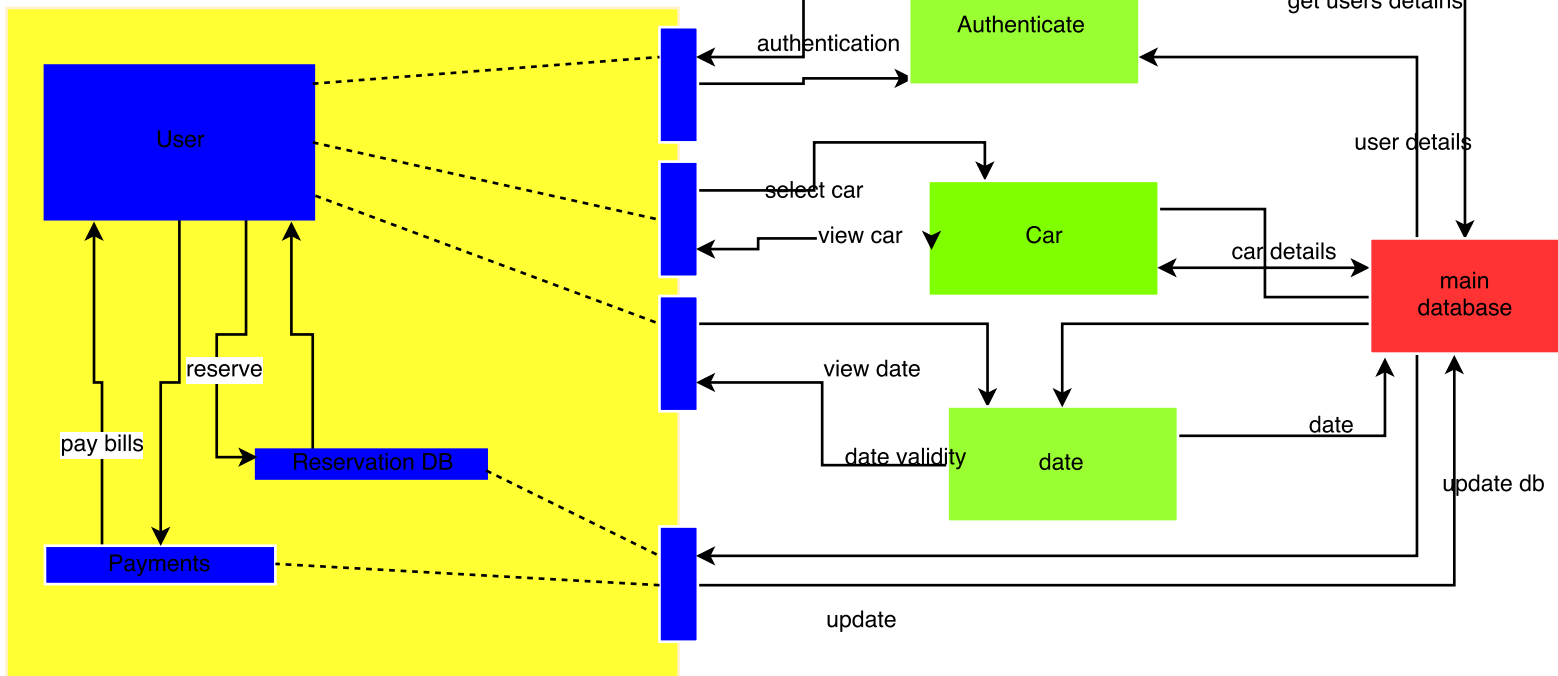 get users detains
Authenticate
authentication
User
user details
select car
view car
Car
car details
main
database
reserve
view date
pay bills
date
Reservation DB
date validity
date
update db
Payments
update